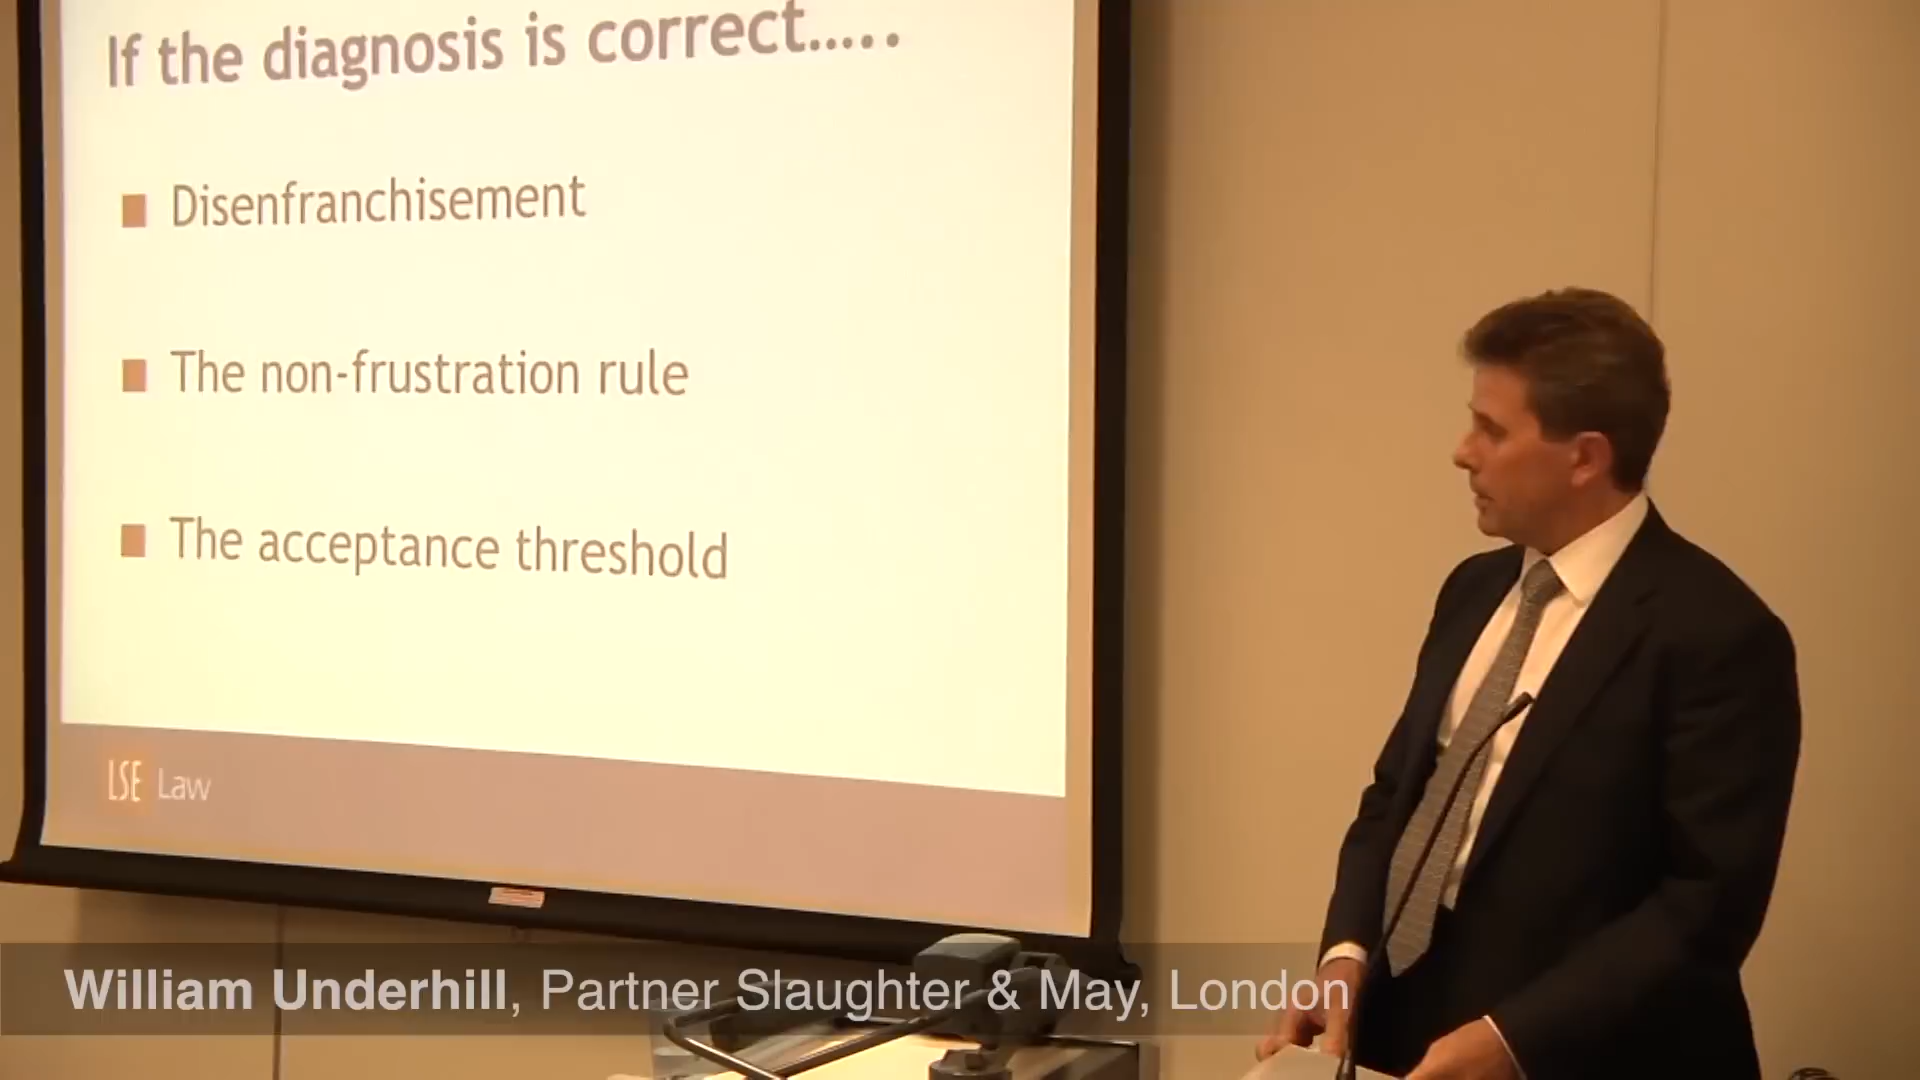 If the diagnosis is correct.....
Disenfranchisement
The non-frustration rule
The acceptance threshold
LSE Law
William Underhill, Partner Slaughter & May, London